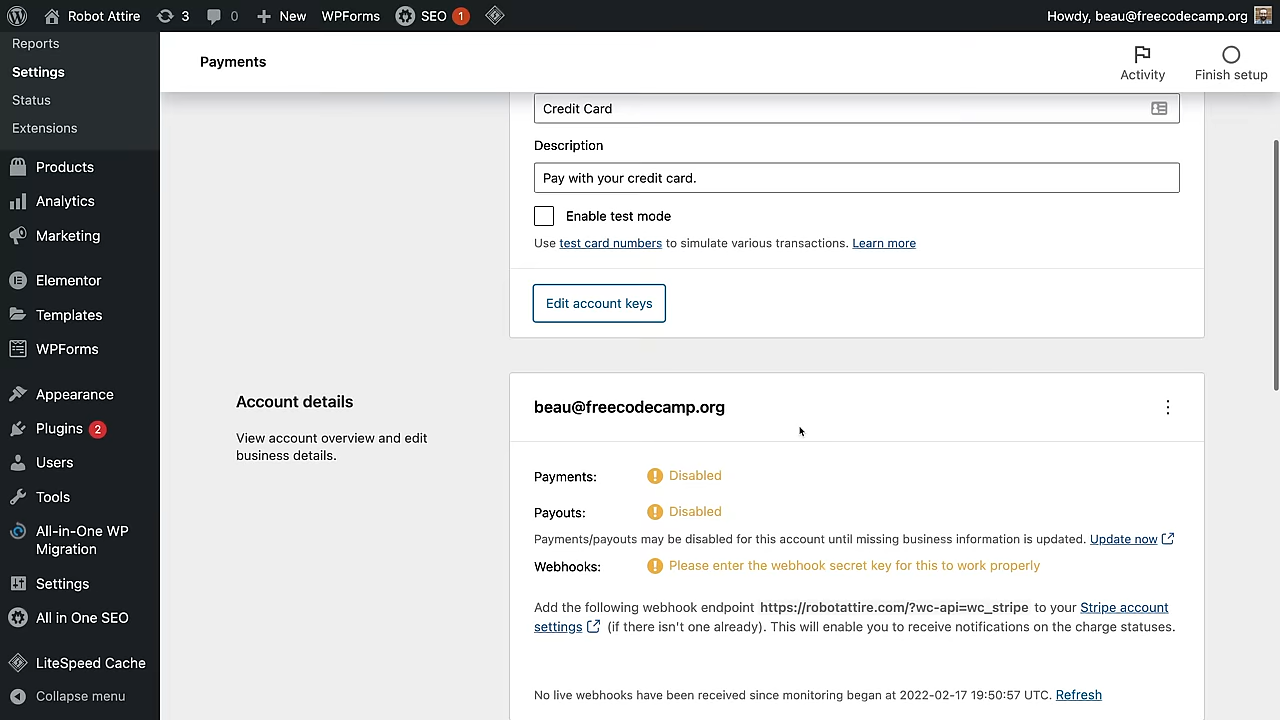 Robot Attire
3
0
New
WPForms
SEO
1
Howdy, beau@freecodecamp.org
Reports
Settings
Status
Extensions
Products
Analytics
Marketing
Elementor
Templates
WPForms
Appearance
Plugins 2
Users
Tools
All-in-One WP
Migration
Settings
All in One SEO
LiteSpeed Cache
Collapse menu
Payments
Activity
Finish setup
Credit Card
Description
Pay with your credit card.
Enable test mode
Use test card numbers to simulate various transactions. Learn more
Edit account keys
Account details
View account overview and edit
business details.
beau@freecodecamp.org
Payments: Disabled
Payouts: Disabled
Payments/payouts may be disabled for this account until missing business information is updated. Update now
Webhooks: Please enter the webhook secret key for this to work properly
Add the following webhook endpoint https://robotattire.com/?wc-api=wc_stripe to your Stripe account
settings (if there isn't one already). This will enable you to receive notifications on the charge statuses.
No live webhooks have been received since monitoring began at 2022-02-17 19:50:57 UTC. Refresh